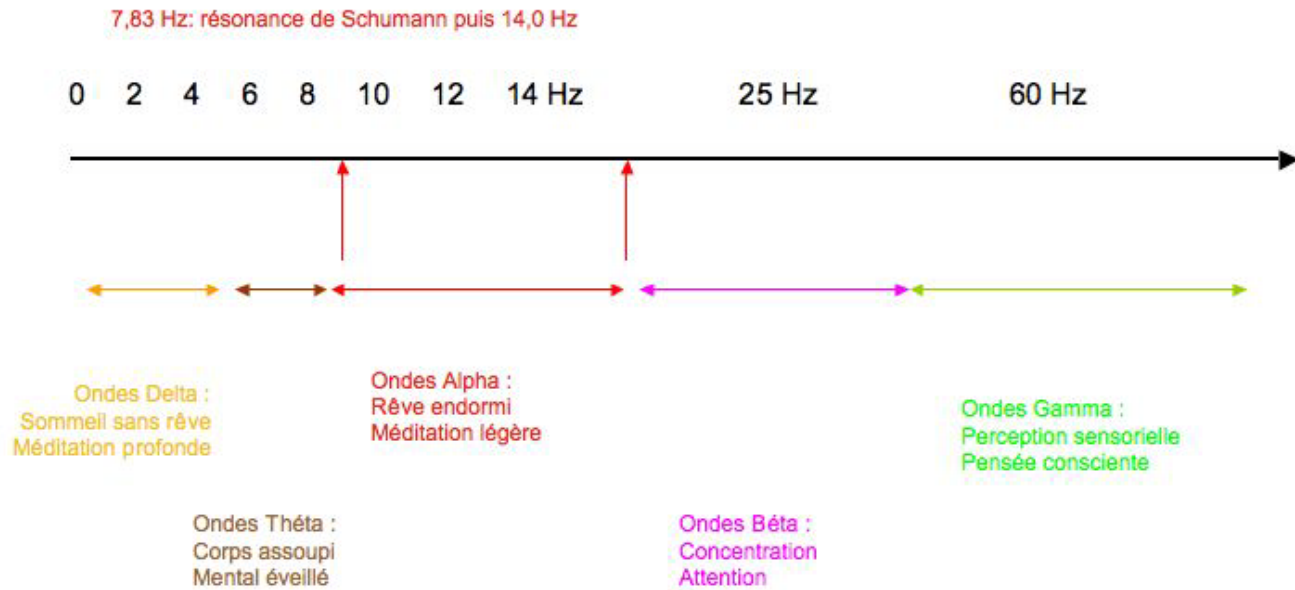 7,83 Hz: résonance de Schumann puis 14,0 Hz
0 2 4 6 8 10 12 14 Hz 25 Hz 60 Hz
Ondes Delta :
Sommeil sans rêve
Méditation profonde
Ondes Thêta :
Corps assoupi
Mental éveillé
Ondes Alpha :
Rêve endormi
Méditation légère
Ondes Béta :
Concentration
Attention
Ondes Gamma :
Perception sensorielle
Pensée consciente